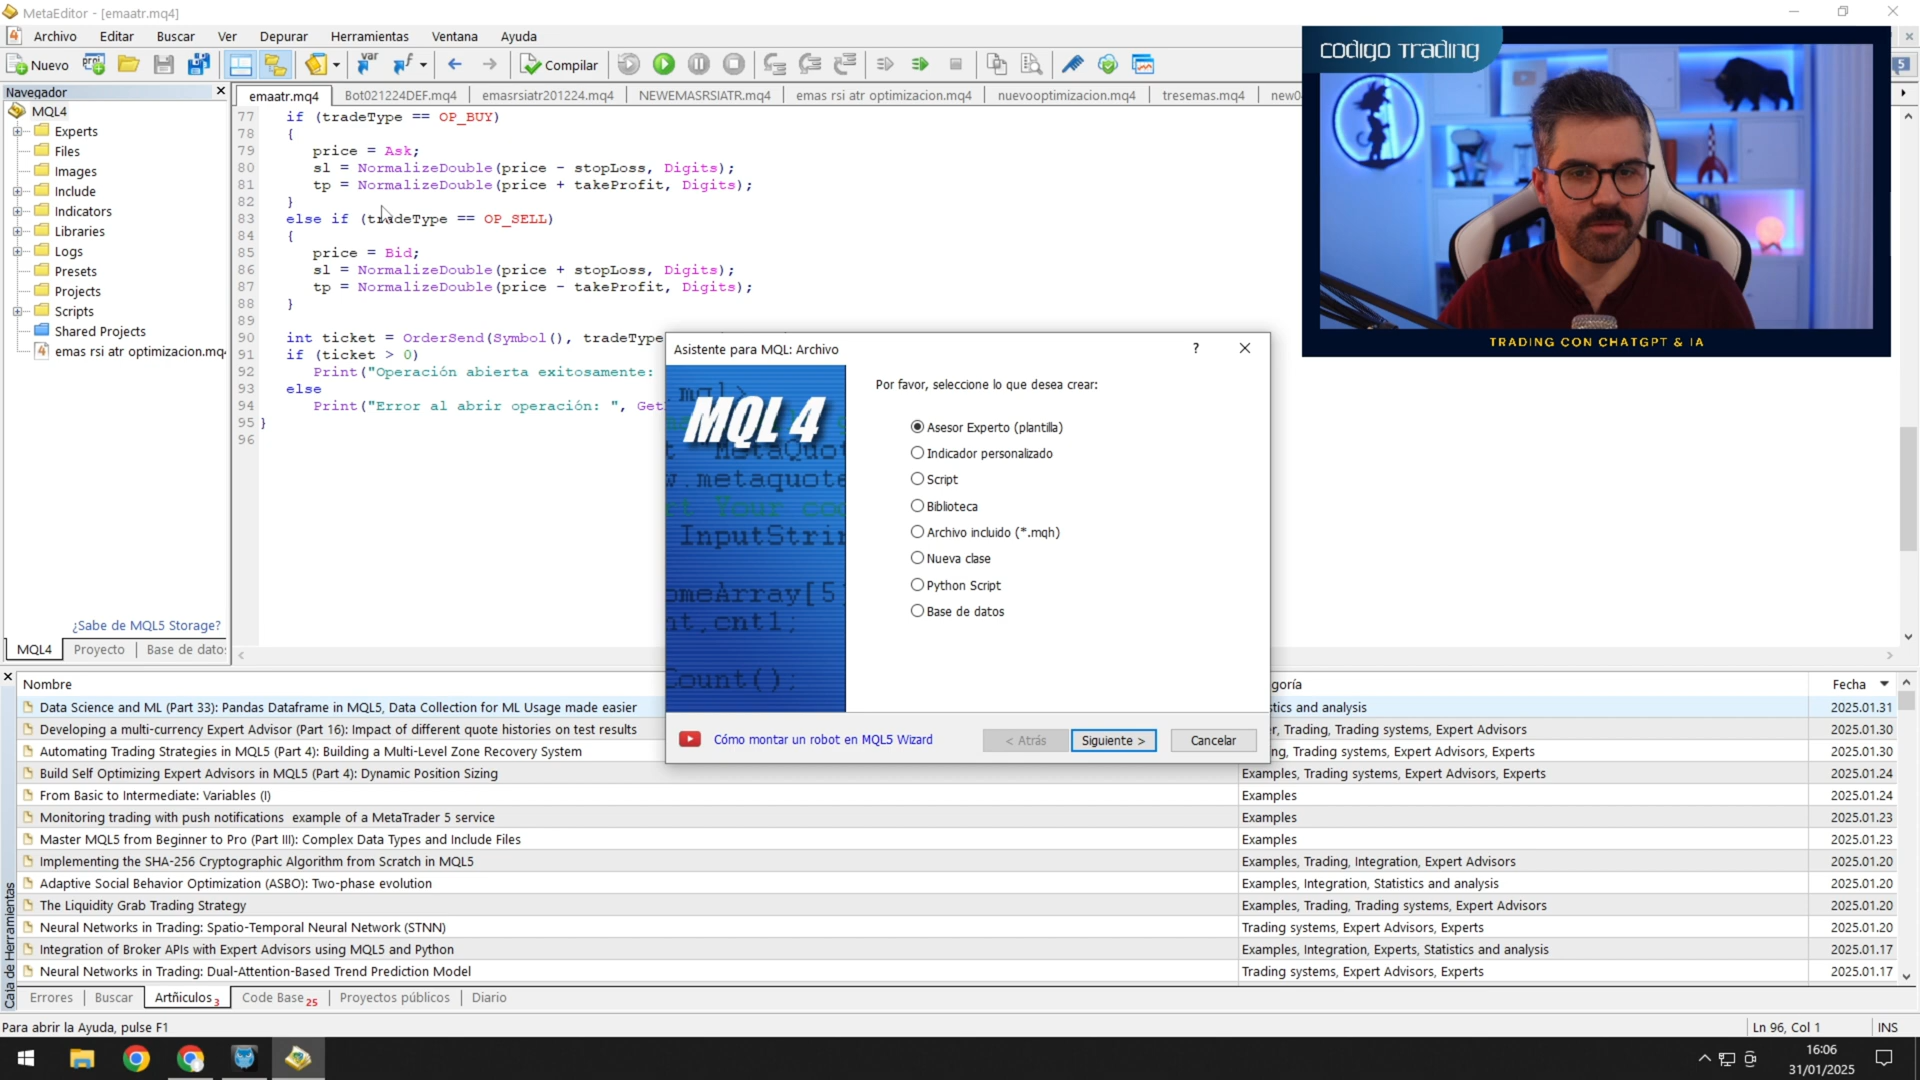 MetaEditor - [emaatr.mq4]
Archivo Editar Buscar Ver Depurar Herramientas Ventana Ayuda
Nuevo Compilar
Navegador
emaatr.mq4 Bot021224DEF.mq4 emasrsiatr201224.mq4 NEWEMASRSIATR.mq4 emas rsi atr optimizacion.mq4 nuevooptimizacion.mq4 tresemas.mq4
MQL4
Experts
Files
Images
Include
Indicators
Libraries
Logs
Presets
Projects
Scripts
Shared Projects
emas rsi atr optimizacion.mq
¿Sabe de MQL5 Storage?
MQL4 Proyecto Base de dato
77 if (tradeType == OP_BUY)
78 {
79 price = Ask;
80 sl = NormalizeDouble(price - stopLoss, Digits);
81 tp = NormalizeDouble(price + takeProfit, Digits);
82 }
83 else if (tradeType == OP_SELL)
84 {
85 price = Bid;
86 sl = NormalizeDouble(price + stopLoss, Digits);
87 tp = NormalizeDouble(price - takeProfit, Digits);
88 }
89
90 int ticket = OrderSend(Symbol(), tradeType
91 if (ticket > 0)
92 Print("Operación abierta exitosamente:
93 else
94 Print("Error al abrir operación: ", Get
95 }
96
codigo trading
TRADING CON CHATGPT & IA
Asistente para MQL: Archivo
?
MQL 4
Por favor, seleccione lo que desea crear:
Asesor Experto (plantilla)
Indicador personalizado
Script
Biblioteca
Archivo incluido (*.mqh)
Nueva clase
Python Script
Base de datos
Cómo montar un robot en MQL5 Wizard
< Atrás Siguiente > Cancelar
Nombre goría Fecha
Data Science and ML (Part 33): Pandas Dataframe in MQL5, Data Collection for ML Usage made easier tics and analysis 2025.01.31
Developing a multi-currency Expert Advisor (Part 16): Impact of different quote histories on test results r, Trading, Trading systems, Expert Advisors 2025.01.30
Automating Trading Strategies in MQL5 (Part 4): Building a Multi-Level Zone Recovery System ng, Trading systems, Expert Advisors, Experts 2025.01.30
Build Self Optimizing Expert Advisors in MQL5 (Part 4): Dynamic Position Sizing Examples, Trading systems, Expert Advisors, Experts 2025.01.24
From Basic to Intermediate: Variables (I) Examples 2025.01.24
Monitoring trading with push notifications example of a MetaTrader 5 service Examples 2025.01.23
Master MQL5 from Beginner to Pro (Part III): Complex Data Types and Include Files Examples 2025.01.23
Implementing the SHA-256 Cryptographic Algorithm from Scratch in MQL5 Examples, Trading, Integration, Expert Advisors 2025.01.20
Adaptive Social Behavior Optimization (ASBO): Two-phase evolution Examples, Integration, Statistics and analysis 2025.01.20
The Liquidity Grab Trading Strategy Examples, Trading, Trading systems, Expert Advisors 2025.01.20
Neural Networks in Trading: Spatio-Temporal Neural Network (STNN) Trading systems, Expert Advisors, Experts 2025.01.20
Integration of Broker APIs with Expert Advisors using MQL5 and Python Examples, Integration, Experts, Statistics and analysis 2025.01.17
Neural Networks in Trading: Dual-Attention-Based Trend Prediction Model Trading systems, Expert Advisors, Experts 2025.01.17
Caja de Herramientas
Errores Buscar Artñiculos 3 Code Base 25 Proyectos públicos Diario
Para abrir la Ayuda, pulse F1 Ln 96, Col 1 INS
16:06
31/01/2025